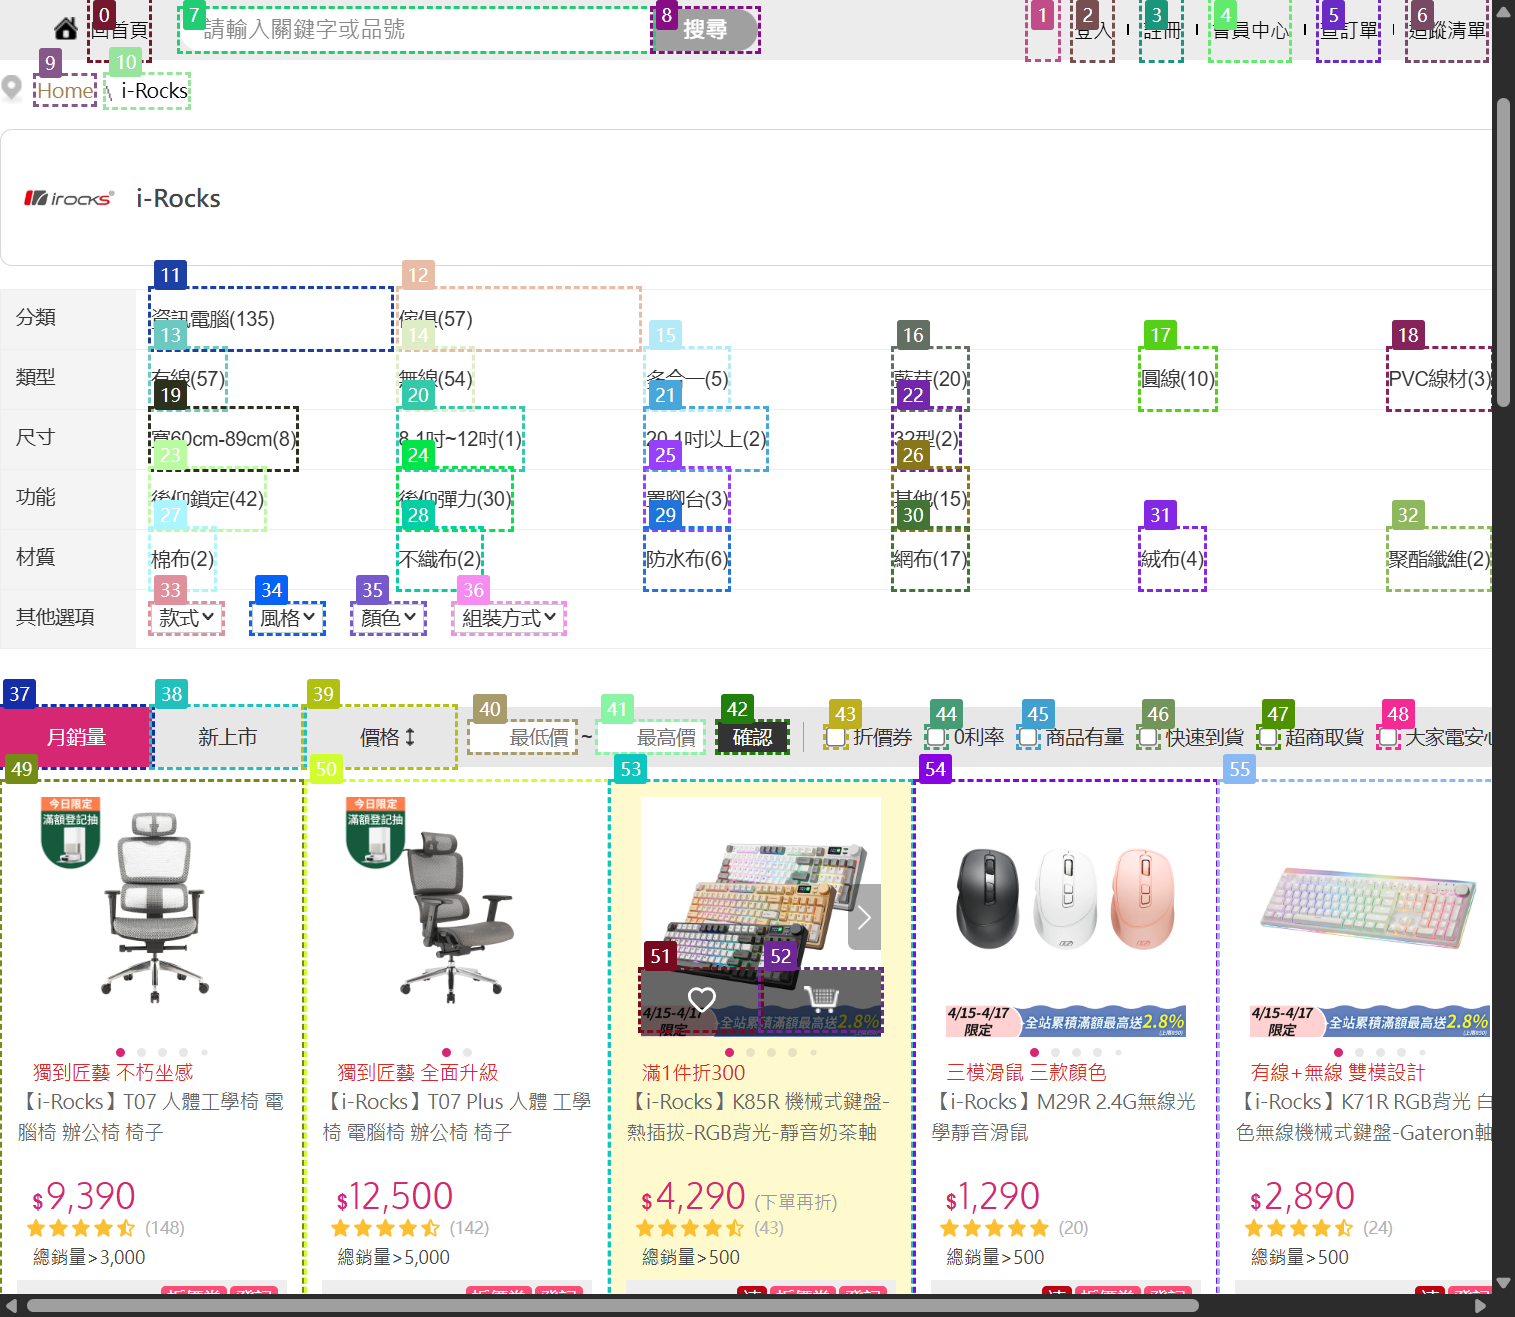 0
回首頁
7
請輸入關鍵字或品號
8
搜尋
1
2
登入
3
註冊
4
會員中心
5
查訂單
6
追蹤清單
9
Home
10
\ i-Rocks
irocks
i-Rocks
分類
11
資訊電腦(135)
12
傢俱(57)
類型
13
有線(57)
14
無線(54)
15
多合一(5)
16
藍芽(20)
17
圓線(10)
18
PVC線材(3)
尺寸
19
寬60cm-89cm(8)
20
8.1吋~12吋(1)
21
20.1吋以上(2)
22
32型(2)
功能
23
後仰鎖定(42)
24
後仰彈力(30)
25
置腳台(3)
26
其他(15)
材質
27
棉布(2)
28
不織布(2)
29
防水布(6)
30
網布(17)
31
絨布(4)
32
聚酯纖維(2)
其他選項
33
款式
34
風格
35
顏色
36
組裝方式
37
月銷量
38
新上市
39
價格
40
最低價
~
41
最高價
42
確認
43
折價券
44
0利率
45
商品有量
46
快速到貨
47
超商取貨
48
大家電安心
49
今日限定
滿額登記抽
獨到匠藝 不朽坐感
【i-Rocks】T07 人體工學椅 電
腦椅 辦公椅 椅子
$9,390
(148)
總銷量>3,000
折價券 登記
50
今日限定
滿額登記抽
獨到匠藝 全面升級
【i-Rocks】T07 Plus 人體 工學
椅 電腦椅 辦公椅 椅子
$12,500
(142)
總銷量>5,000
折價券 登記
53
51
52
4/15-4/17
限定
全站累積滿額最高送2.8%
滿1件折300
【i-Rocks】K85R 機械式鍵盤-
熱插拔-RGB背光-靜音奶茶軸
$4,290 (下單再折)
(43)
總銷量>500
速 折價券 登記
54
4/15-4/17
限定
全站累積滿額最高送2.8%
三模滑鼠 三款顏色
【i-Rocks】M29R 2.4G無線光
學靜音滑鼠
$1,290
(20)
總銷量>500
速 折價券 登記
55
4/15-4/17
限定
全站累積滿額最高送2.8%
有線+無線 雙模設計
【i-Rocks】K71R RGB背光 白
色無線機械式鍵盤-Gateron軸
$2,890
(24)
總銷量>500
速